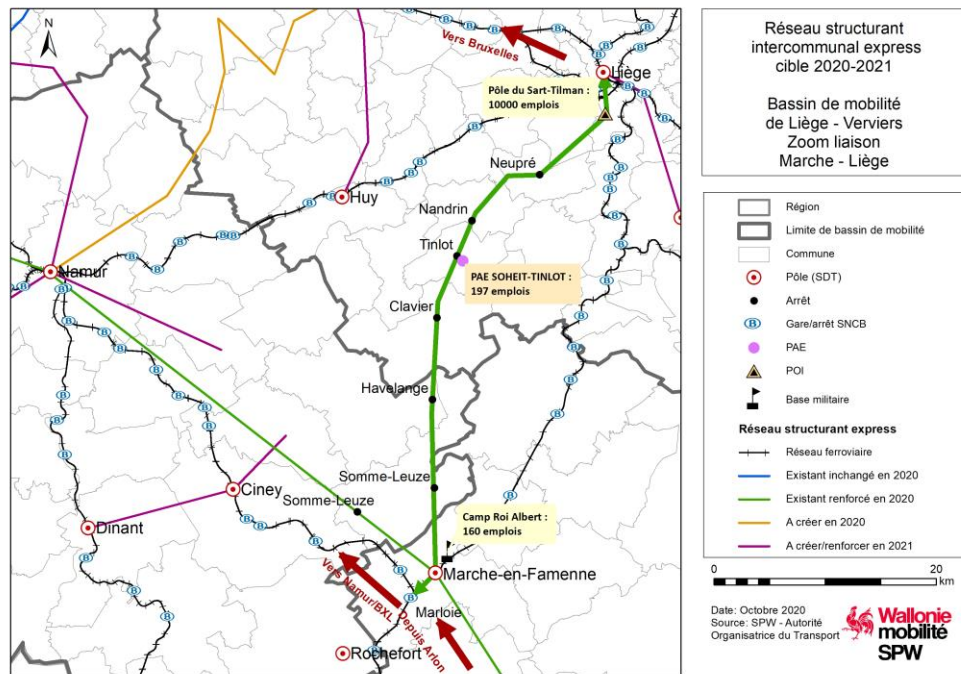 N
Vers Bruxelles
Liège
Pôle du Sart-Tilman :
10000 emplois
Neupré
Huy
Nandrin
Tinlot
Namur
PAE SOHEIT-TINLOT :
197 emplois
Clavier
Havelange
Somme-Leuze
Ciney
Somme-Leuze
Dinant
Camp Roi Albert :
160 emplois
Marche-en-Famenne
Vers Namur/BXL
Marloie
Depuis Arlon
Rochefort
Réseau structurant
intercommunal express
cible 2020-2021
Bassin de mobilité
de Liège - Verviers
Zoom liaison
Marche - Liège
Région
Limite de bassin de mobilité
Commune
Pôle (SDT)
Arrêt
B Gare/arrêt SNCB
PAE
POI
Base militaire
Réseau structurant express
Réseau ferroviaire
Existant inchangé en 2020
Existant renforcé en 2020
A créer en 2020
A créer/renforcer en 2021
0 20
km
Date: Octobre 2020
Source: SPW - Autorité
Organisatrice du Transport
Wallonie
mobilité
SPW